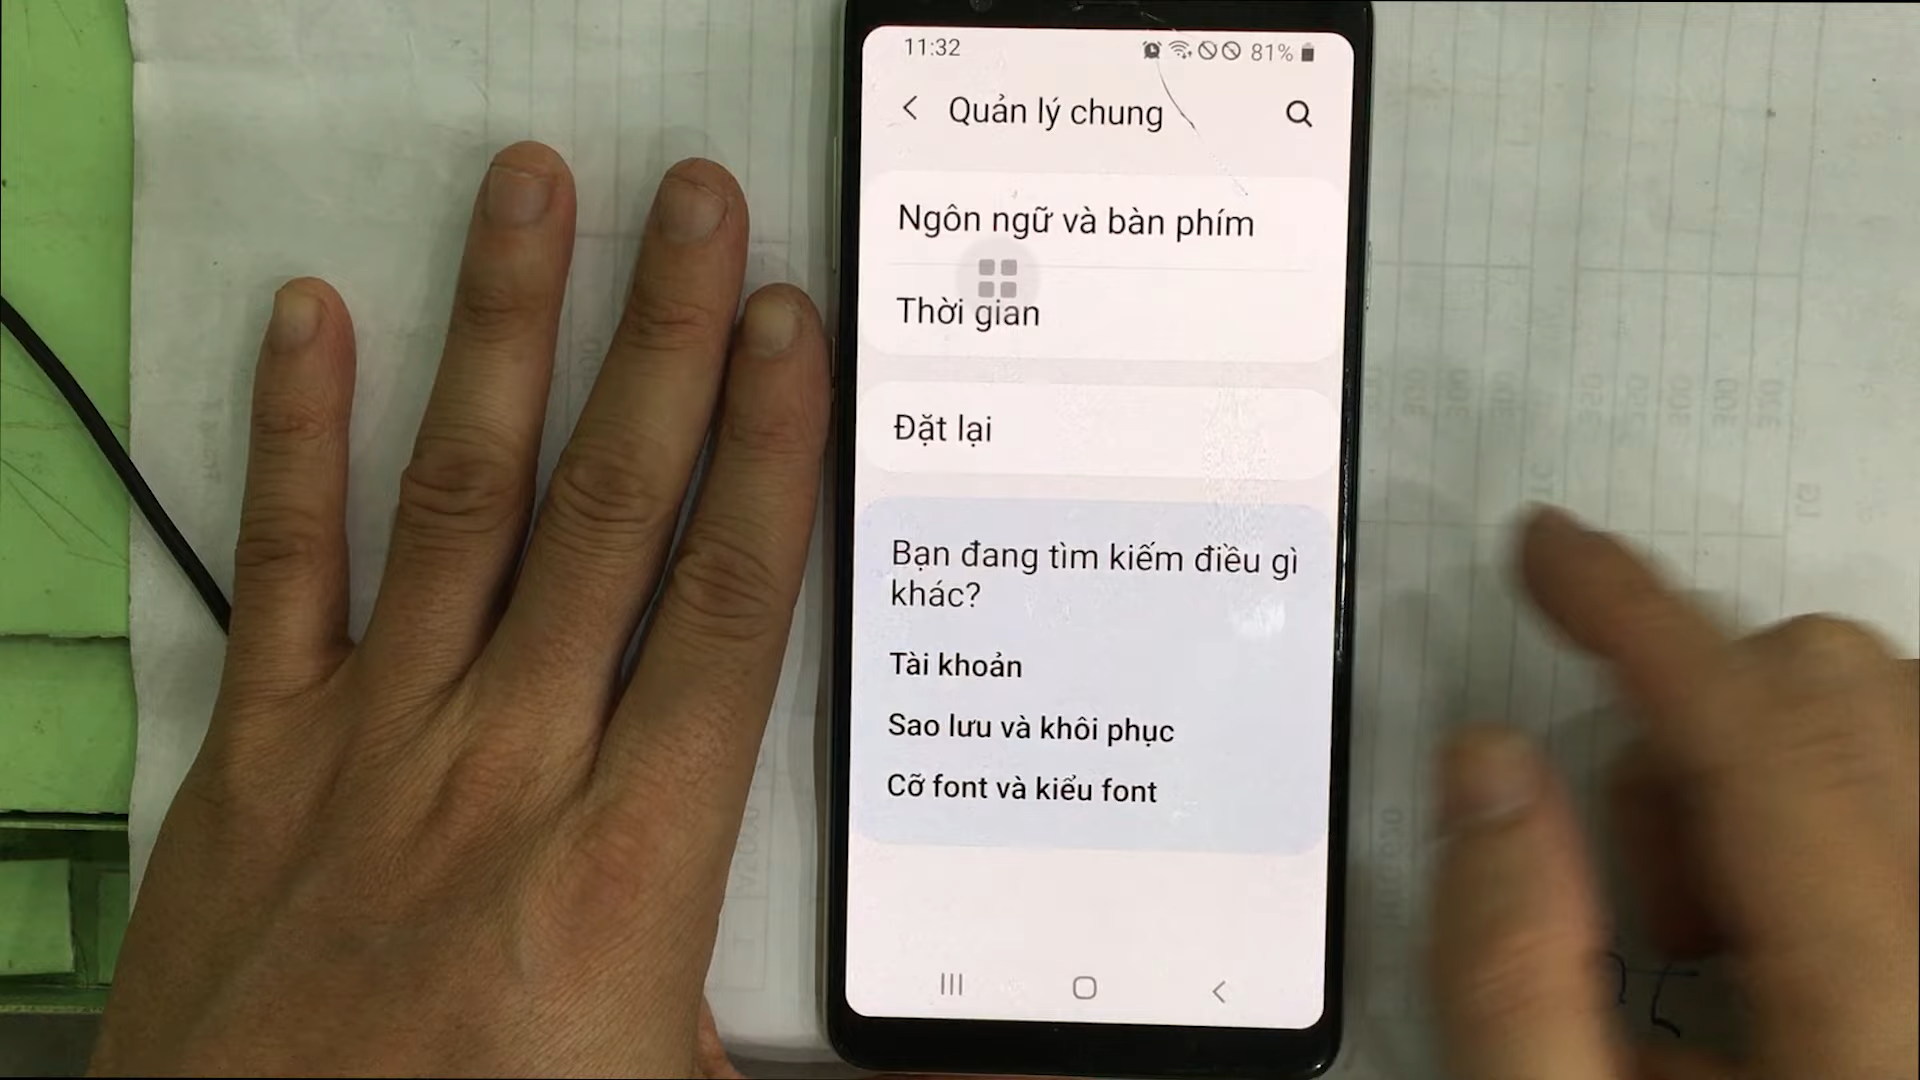 11:32
81%
Quản lý chung
Ngôn ngữ và bàn phím
Thời gian
Đặt lại
Bạn đang tìm kiếm điều gì
khác?
Tài khoản
Sao lưu và khôi phục
Cỡ font và kiểu font